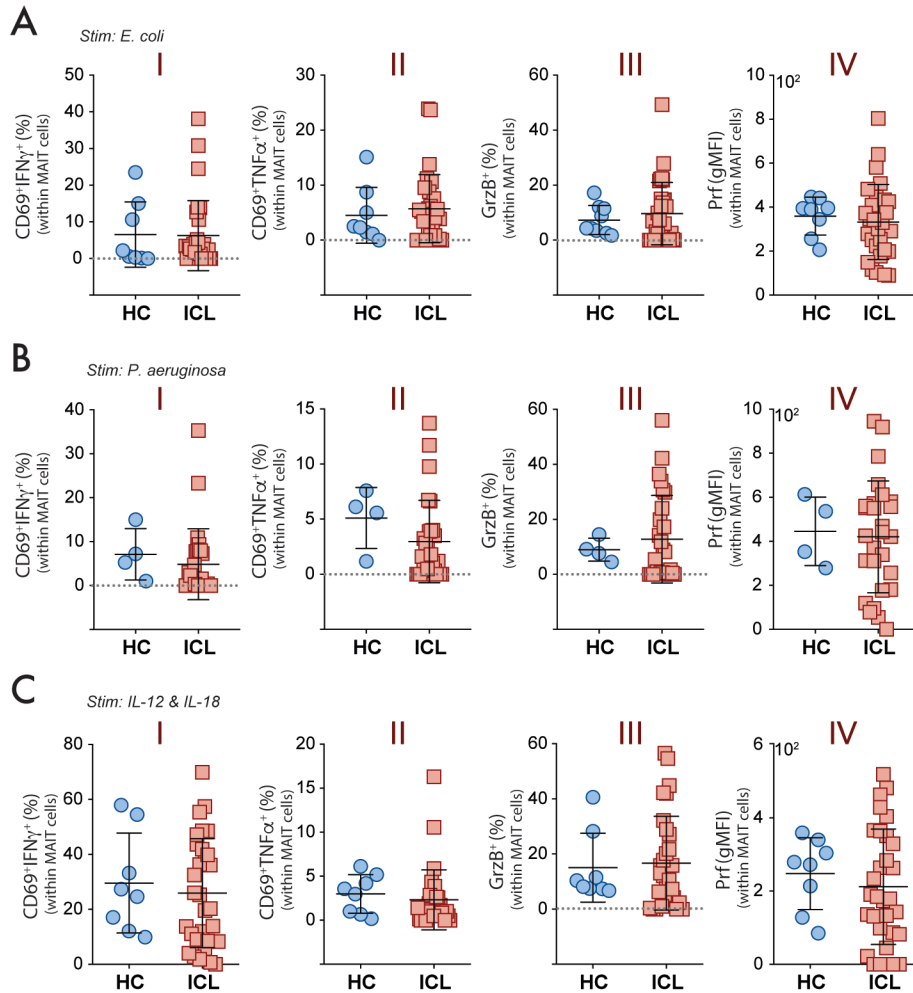 A
Stim: E. coli
I
II
III
IV
CD69⁺IFNγ⁺ (%)
(within MAIT cells)
50
40
30
20
10
0
HC
ICL
CD69⁺TNFα⁺ (%)
(within MAIT cells)
30
20
10
0
HC
ICL
GrzB⁺ (%)
(within MAIT cells)
60
40
20
0
HC
ICL
Prf (gMFI)
(within MAIT cells)
10²
10
8
6
4
2
0
HC
ICL
B
Stim: P. aeruginosa
I
II
III
IV
CD69⁺IFNγ⁺ (%)
(within MAIT cells)
40
30
20
10
0
HC
ICL
CD69⁺TNFα⁺ (%)
(within MAIT cells)
15
10
5
0
HC
ICL
GrzB⁺ (%)
(within MAIT cells)
60
40
20
0
HC
ICL
Prf (gMFI)
(within MAIT cells)
10²
10
8
6
4
2
0
HC
ICL
C
Stim: IL-12 & IL-18
I
II
III
IV
CD69⁺IFNγ⁺ (%)
(within MAIT cells)
80
60
40
20
0
HC
ICL
CD69⁺TNFα⁺ (%)
(within MAIT cells)
20
15
10
5
0
HC
ICL
GrzB⁺ (%)
(within MAIT cells)
60
40
20
0
HC
ICL
Prf (gMFI)
(within MAIT cells)
10²
6
4
2
0
HC
ICL